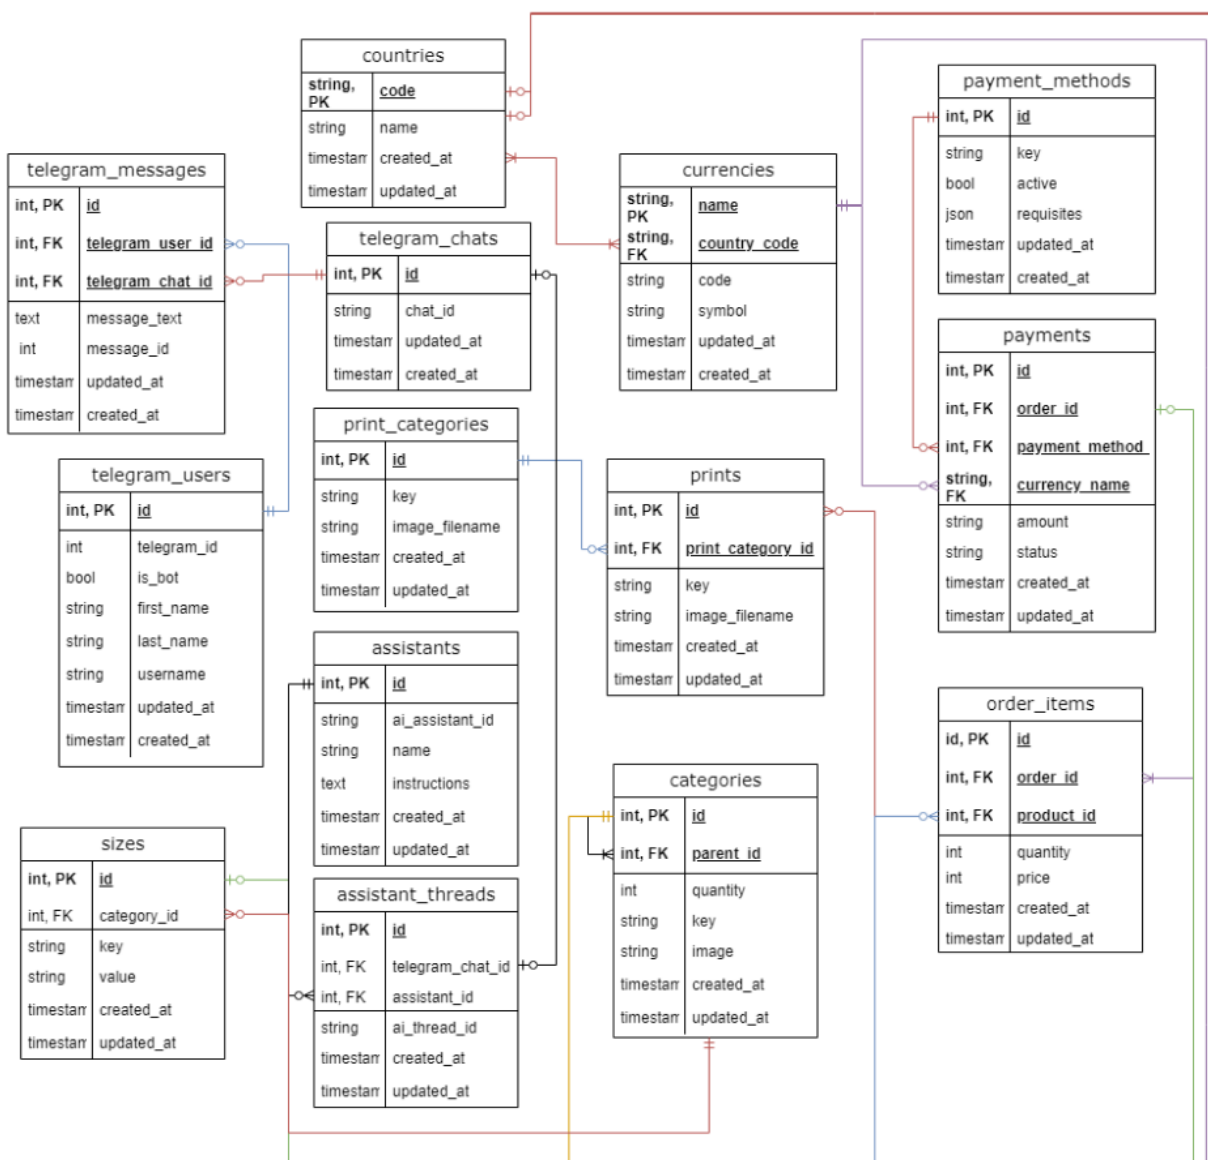 countries
string, PK code
string name
timestam created_at
timestam updated_at
telegram_messages
int, PK id
int, FK telegram_user_id
int, FK telegram_chat_id
text message_text
int message_id
timestam updated_at
timestam created_at
telegram_chats
int, PK id
string chat_id
timestam updated_at
timestam created_at
currencies
string, PK name
string, FK country_code
string code
string symbol
timestam updated_at
timestam created_at
payment_methods
int, PK id
string key
bool active
json requisites
timestam updated_at
timestam created_at
payments
int, PK id
int, FK order_id
int, FK payment_method_
string, FK currency_name
string amount
string status
timestam created_at
timestam updated_at
telegram_users
int, PK id
int telegram_id
bool is_bot
string first_name
string last_name
string username
timestam updated_at
timestam created_at
print_categories
int, PK id
string key
string image_filename
timestam created_at
timestam updated_at
prints
int, PK id
int, FK print_category_id
string key
string image_filename
timestam created_at
timestam updated_at
assistants
int, PK id
string ai_assistant_id
string name
text instructions
timestam created_at
timestam updated_at
order_items
id, PK id
int, FK order_id
int, FK product_id
int quantity
int price
timestam created_at
timestam updated_at
categories
int, PK id
int, FK parent_id
int quantity
string key
string image
timestam created_at
timestam updated_at
sizes
int, PK id
int, FK category_id
string key
string value
timestam created_at
timestam updated_at
assistant_threads
int, PK id
int, FK telegram_chat_id
int, FK assistant_id
string ai_thread_id
timestam created_at
timestam updated_at